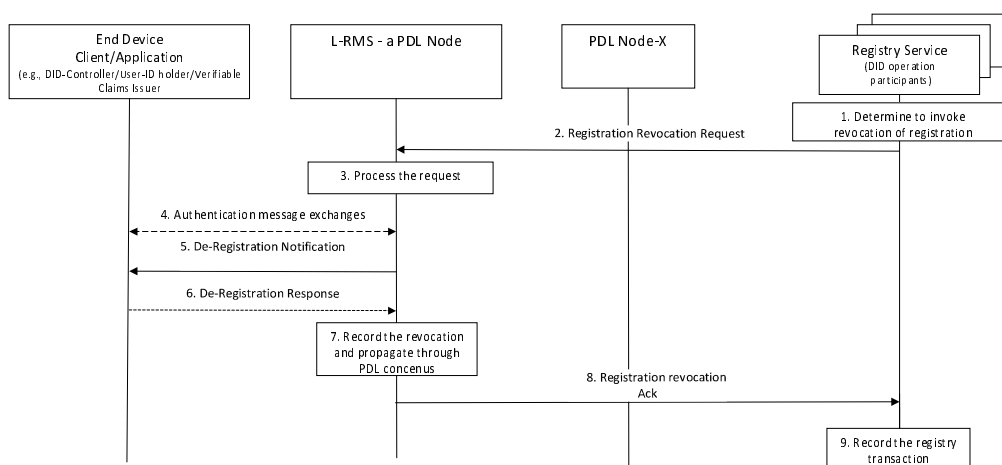 End Device
Client/Application
(e.g., DID-Controller/User-ID holder/Verifiable
Claims Issuer
L-RMS - a PDL Node
PDL Node-X
Registry Service
(DID operation
participants)
1. Determine to invoke
revocation of registration
2. Registration Revocation Request
3. Process the request
4. Authentication message exchanges
5. De-Registration Notification
6. De-Registration Response
7. Record the revocation
and propagate through
PDL concenus
8. Registration revocation
Ack
9. Record the registry
transaction